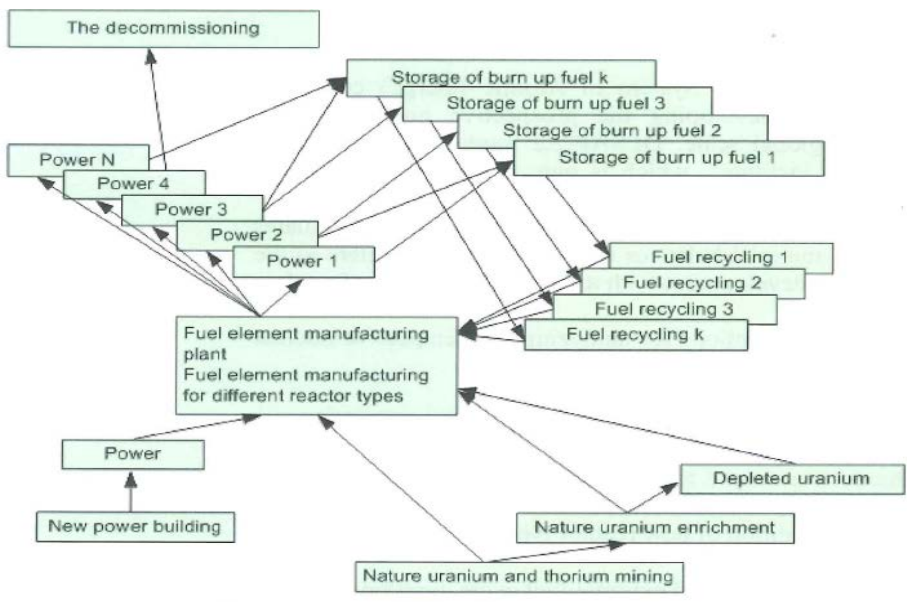 The decommissioning
Storage of burn up fuel k
Storage of burn up fuel 3
Storage of burn up fuel 2
Storage of burn up fuel 1
Power N
Power 4
Power 3
Power 2
Power 1
Fuel recycling 1
Fuel recycling 2
Fuel recycling 3
Fuel recycling k
Fuel element manufacturing
plant
Fuel element manufacturing
for different reactor types
Power
New power building
Depleted uranium
Nature uranium enrichment
Nature uranium and thorium mining